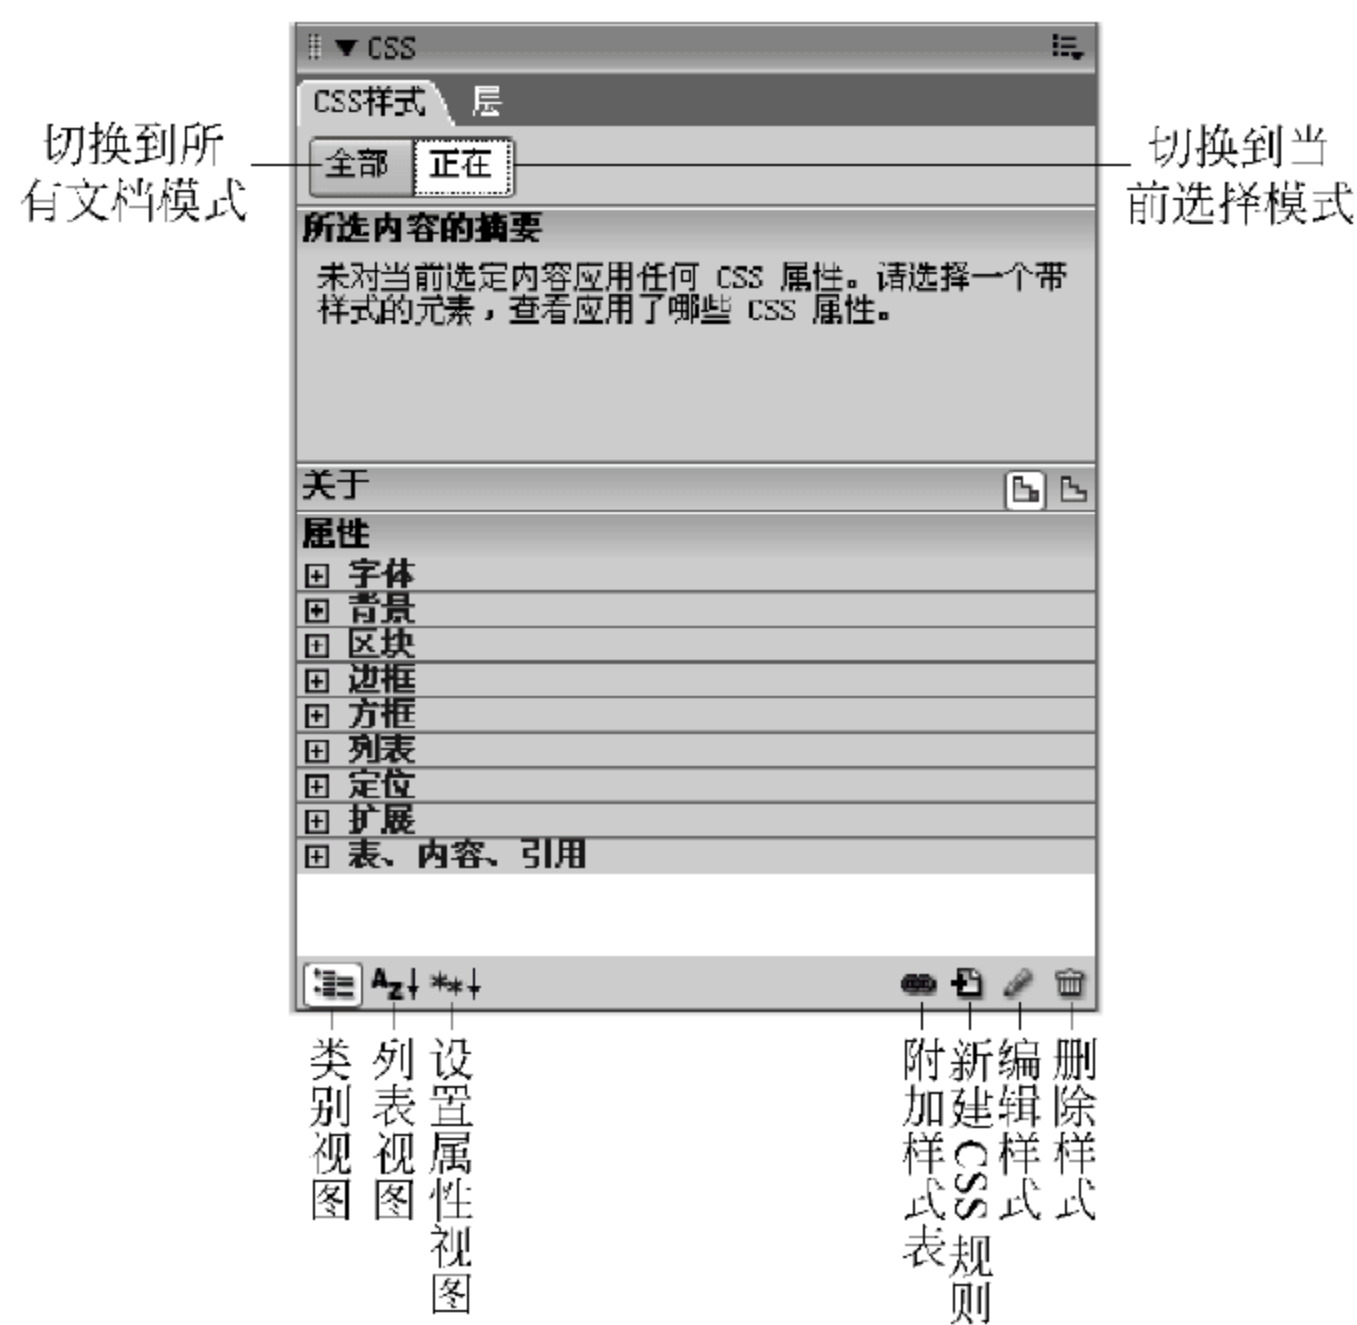 CSS
CSS样式 层
切换到所
有文档模式
全部 正在
切换到当
前选择模式
所选内容的摘要
未对当前选定内容应用任何 CSS 属性。请选择一个带
样式的元素，查看应用了哪些 CSS 属性。
关于
属性
字体
背景
区块
边框
方框
列表
定位
扩展
表、内容、引用
类别视图
列表视图
设置属性视图
附加样式表
新建CSS规则
编辑样式
删除样式